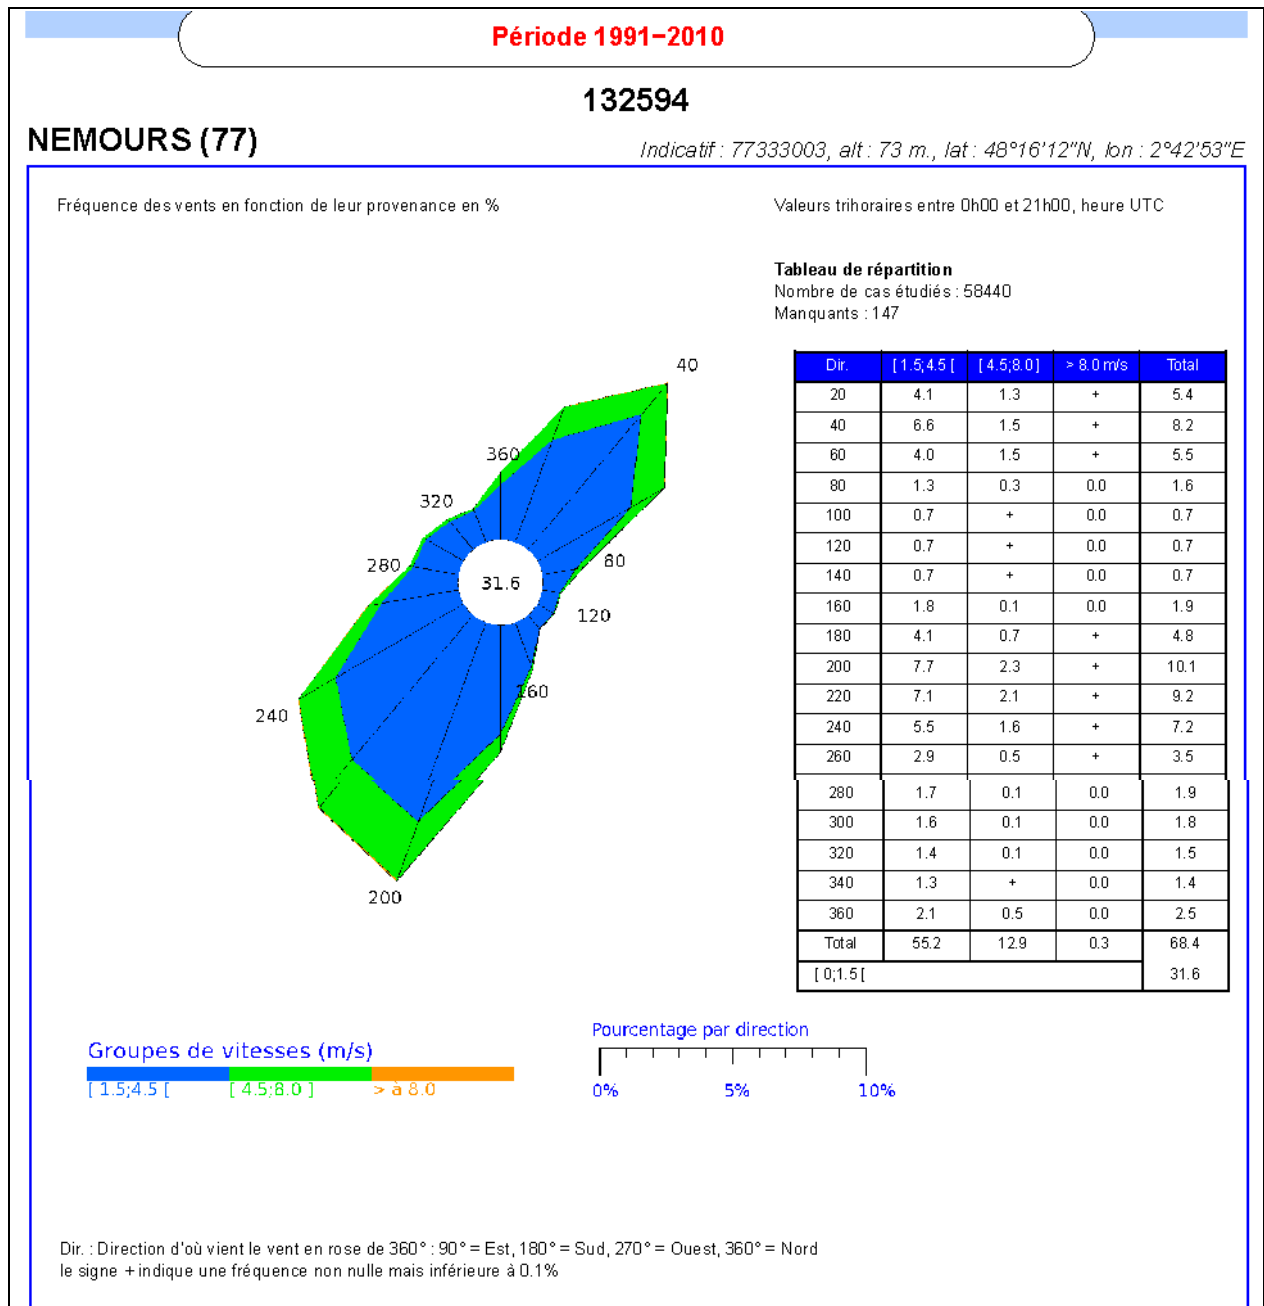 Période 1991−2010
132594
NEMOURS (77)
Indicatif : 77333003, alt : 73 m., lat : 48°16'12"N, lon : 2°42'53"E
Fréquence des vents en fonction de leur provenance en %
Valeurs trihoraires entre 0h00 et 21h00, heure UTC
Tableau de répartition
Nombre de cas étudiés : 58440
Manquants : 147
40
360
320
280
80
31.6
120
160
240
200
Dir. [ 1.5;4.5 [ [ 4.5;8.0 ] > 8.0 m/s Total
20 4.1 1.3 + 5.4
40 6.6 1.5 + 8.2
60 4.0 1.5 + 5.5
80 1.3 0.3 0.0 1.6
100 0.7 + 0.0 0.7
120 0.7 + 0.0 0.7
140 0.7 + 0.0 0.7
160 1.8 0.1 0.0 1.9
180 4.1 0.7 + 4.8
200 7.7 2.3 + 10.1
220 7.1 2.1 + 9.2
240 5.5 1.6 + 7.2
260 2.9 0.5 + 3.5
280 1.7 0.1 0.0 1.9
300 1.6 0.1 0.0 1.8
320 1.4 0.1 0.0 1.5
340 1.3 + 0.0 1.4
360 2.1 0.5 0.0 2.5
Total 55.2 12.9 0.3 68.4
[ 0;1.5 [ 31.6
Groupes de vitesses (m/s)
[ 1.5;4.5 [ [ 4.5;8.0 ] > à 8.0
Pourcentage par direction
0% 5% 10%
Dir. : Direction d'où vient le vent en rose de 360° : 90° = Est, 180° = Sud, 270° = Ouest, 360° = Nord
le signe + indique une fréquence non nulle mais inférieure à 0.1%